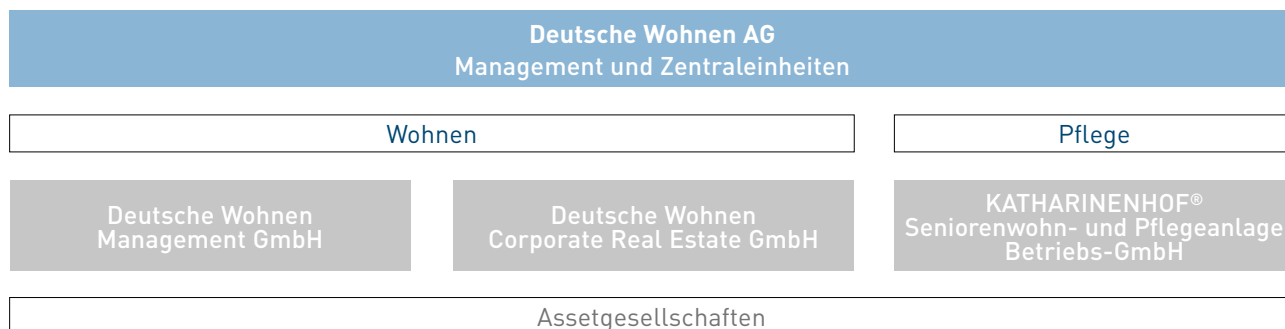 Deutsche Wohnen AG
Management und Zentraleinheiten
Wohnen
Pflege
Deutsche Wohnen
Management GmbH
Deutsche Wohnen
Corporate Real Estate GmbH
KATHARINENHOF®
Seniorenwohn- und Pflegeanlage
Betriebs-GmbH
Assetgesellschaften